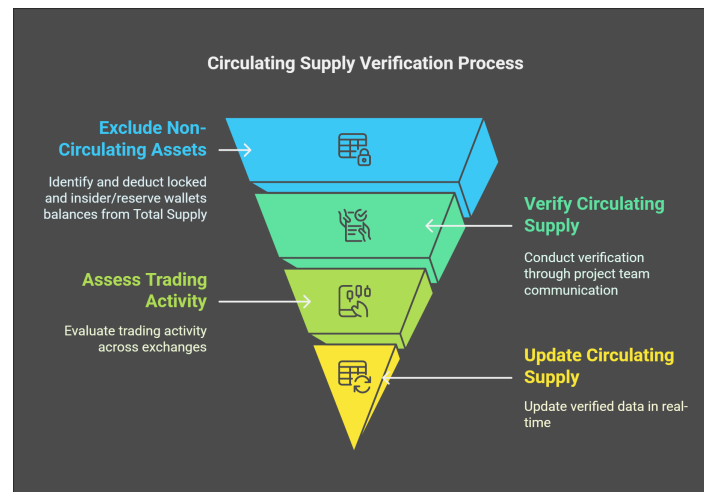 Circulating Supply Verification Process
Exclude Non-
Circulating Assets
Identify and deduct locked
and insider/reserve wallets
balances from Total Supply
Verify Circulating
Supply
Conduct verification
through project team
communication
Assess Trading
Activity
Evaluate trading activity
across exchanges
Update Circulating
Supply
Update verified data in real-
time